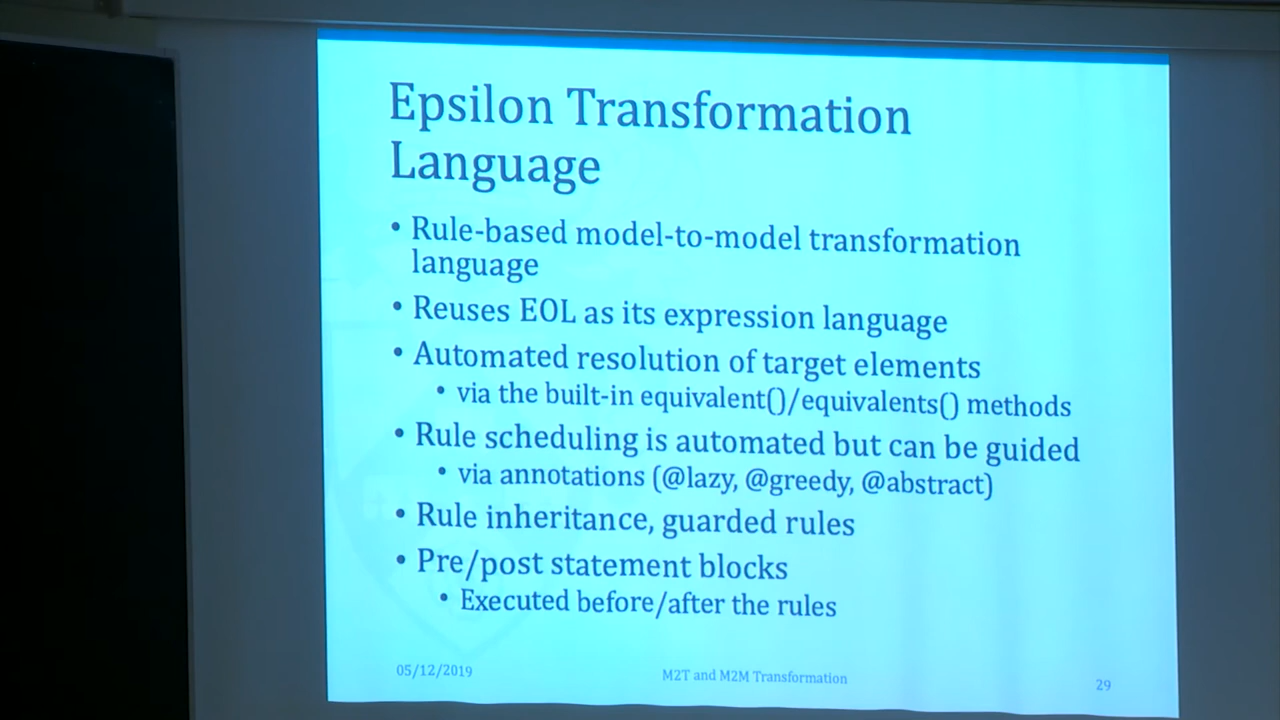 Epsilon Transformation
Language
• Rule-based model-to-model transformation
language
• Reuses EOL as its expression language
• Automated resolution of target elements
• via the built-in equivalent()/equivalents() methods
• Rule scheduling is automated but can be guided
• via annotations (@lazy, @greedy, @abstract)
• Rule inheritance, guarded rules
• Pre/post statement blocks
• Executed before/after the rules
05/12/2019
M2T and M2M Transformation
29